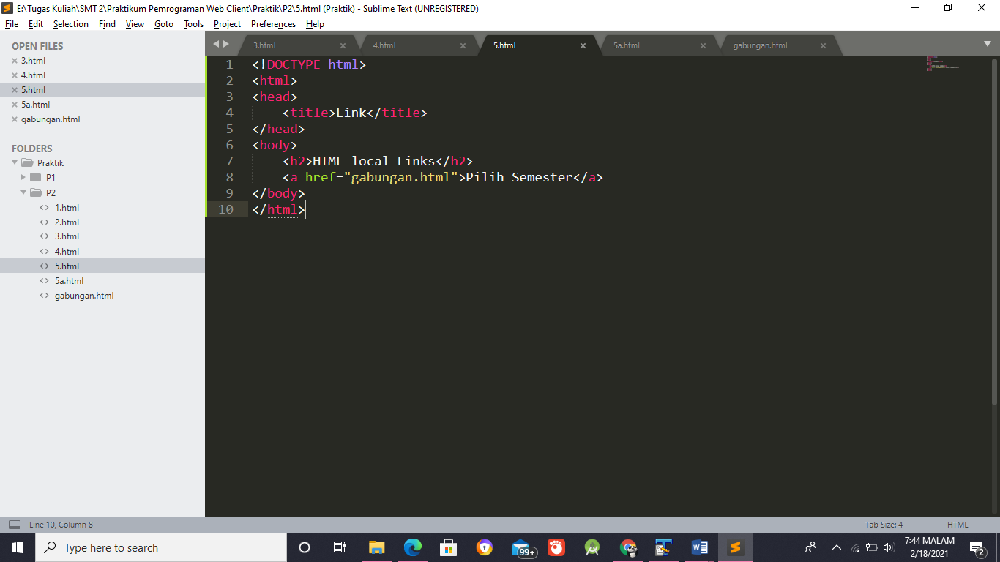 E:\Tugas Kuliah\SMT 2\Praktikum Pemrograman Web Client\Praktik\P2\5.html (Praktik) - Sublime Text (UNREGISTERED)
File Edit Selection Find View Goto Tools Project Preferences Help
OPEN FILES
3.html
4.html
5.html
5a.html
gabungan.html
FOLDERS
Praktik
P1
P2
1.html
2.html
3.html
4.html
5.html
5a.html
gabungan.html
3.html 4.html 5.html 5a.html gabungan.html
1 <!DOCTYPE html>
2 <html>
3 <head>
4     <title>Link</title>
5 </head>
6 <body>
7     <h2>HTML local Links</h2>
8     <a href="gabungan.html">Pilih Semester</a>
9 </body>
10 </html>
Line 10, Column 8 Tab Size: 4 HTML
Type here to search
99+
7:44 MALAM
2/18/2021
2